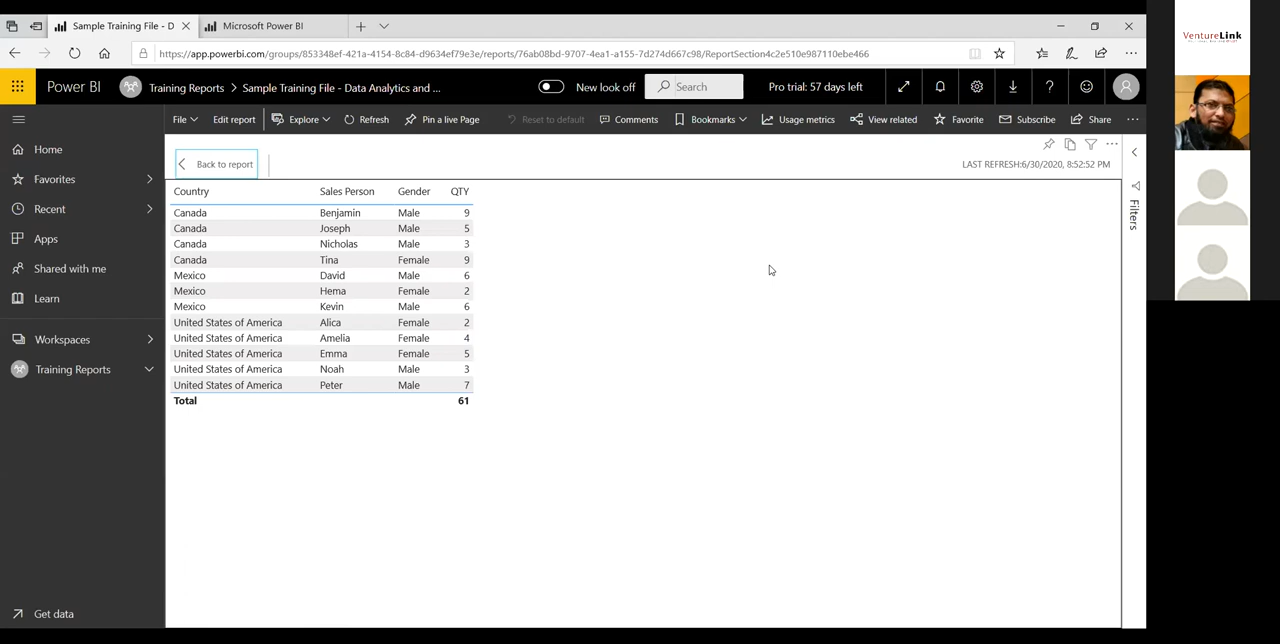 Sample Training File - D
Microsoft Power BI
https://app.powerbi.com/groups/853348ef-421a-4154-8c84-d9634ef79e3e/reports/76ab08bd-9707-4ea1-a155-7d274d667c98/ReportSection4c2e510e987110ebe466
Power BI Training Reports > Sample Training File - Data Analytics and ... New look off Search Pro trial: 57 days left
File Edit report Explore Refresh Pin a live Page Reset to default Comments Bookmarks Usage metrics View related Favorite Subscribe Share
Home
Favorites
Recent
Apps
Shared with me
Learn
Workspaces
Training Reports
Get data
Back to report
LAST REFRESH:6/30/2020, 8:52:52 PM
Country Sales Person Gender QTY
Canada Benjamin Male 9
Canada Joseph Male 5
Canada Nicholas Male 3
Canada Tina Female 9
Mexico David Male 6
Mexico Hema Female 2
Mexico Kevin Male 6
United States of America Alica Female 2
United States of America Amelia Female 4
United States of America Emma Female 5
United States of America Noah Male 3
United States of America Peter Male 7
Total 61
Filters
VentureLink